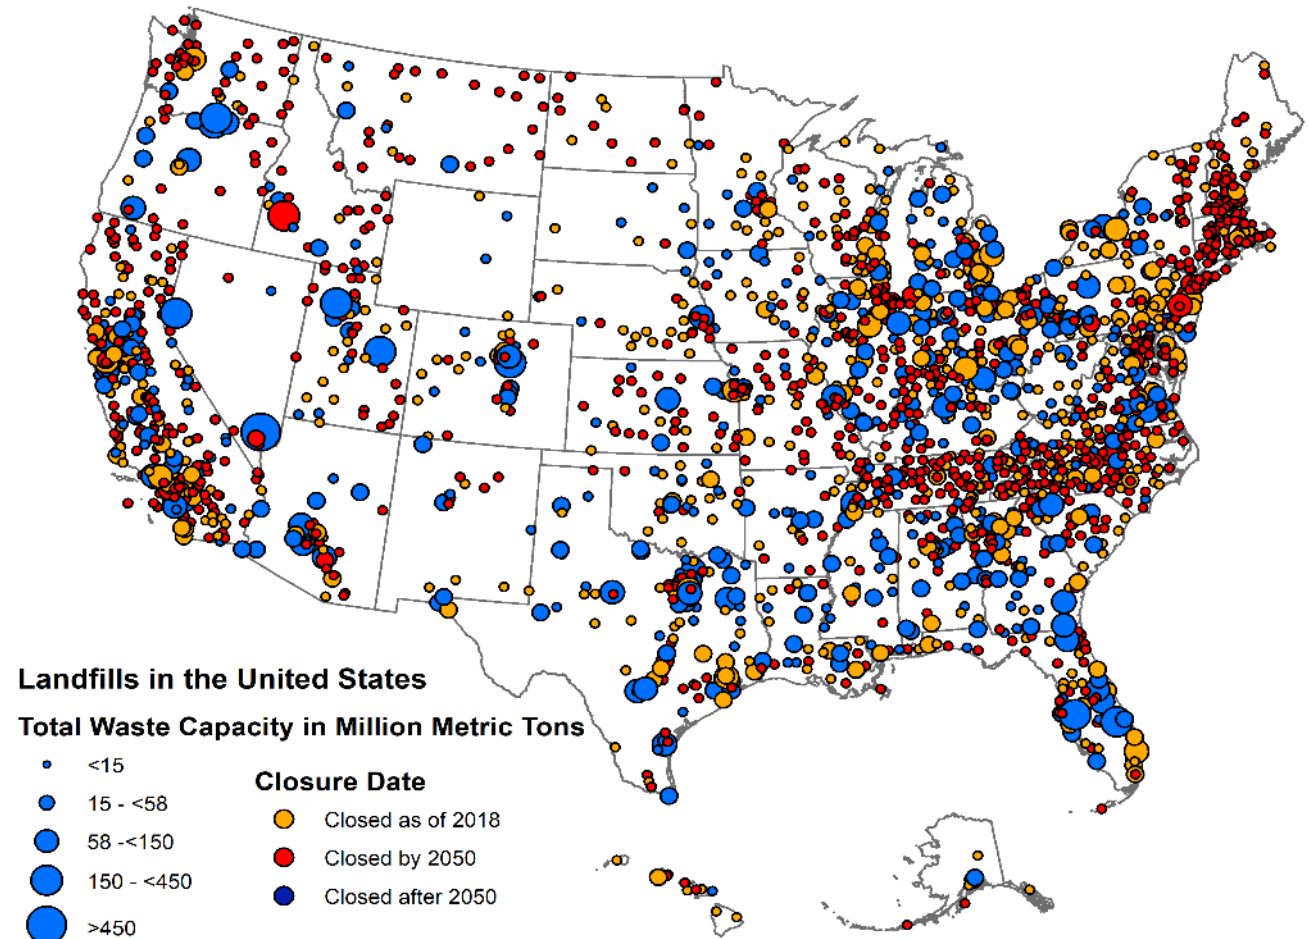 Landfills in the United States
Total Waste Capacity in Million Metric Tons
<15
15 - <58
58 -<150
150 - <450
>450
Closure Date
Closed as of 2018
Closed by 2050
Closed after 2050